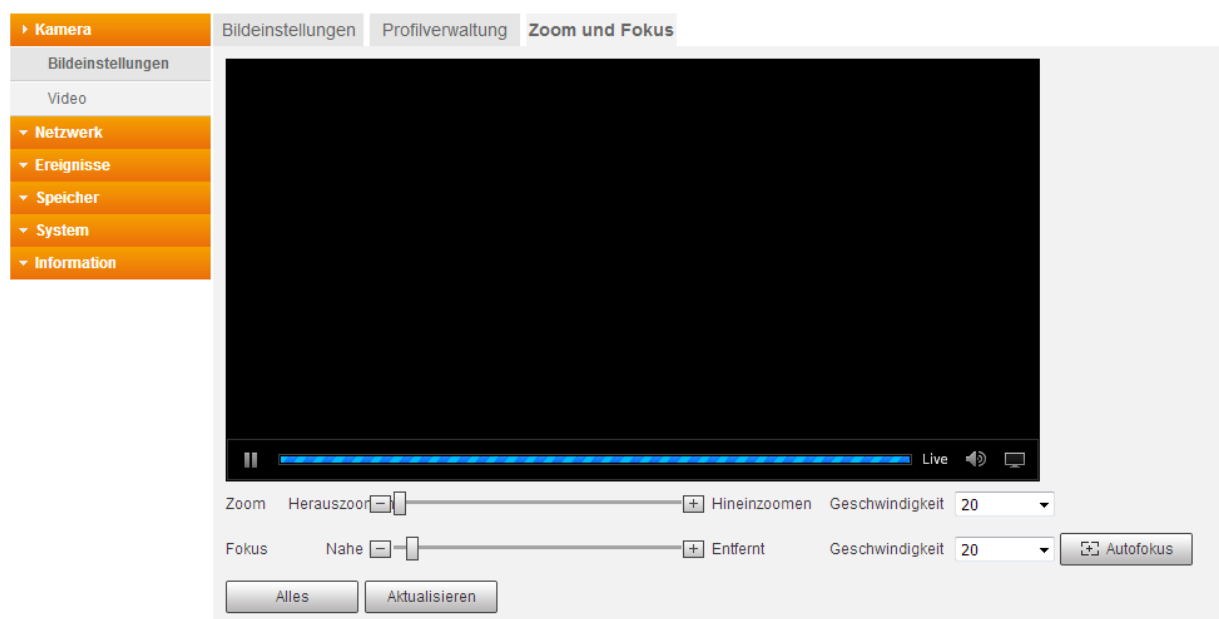 Kamera
Bildeinstellungen
Video
Netzwerk
Ereignisse
Speicher
System
Information
Bildeinstellungen Profilverwaltung Zoom und Fokus
Live
Zoom Herauszoom + Hineinzoomen Geschwindigkeit 20
Fokus Nahe − + Entfernt Geschwindigkeit 20 Autofokus
Alles Aktualisieren